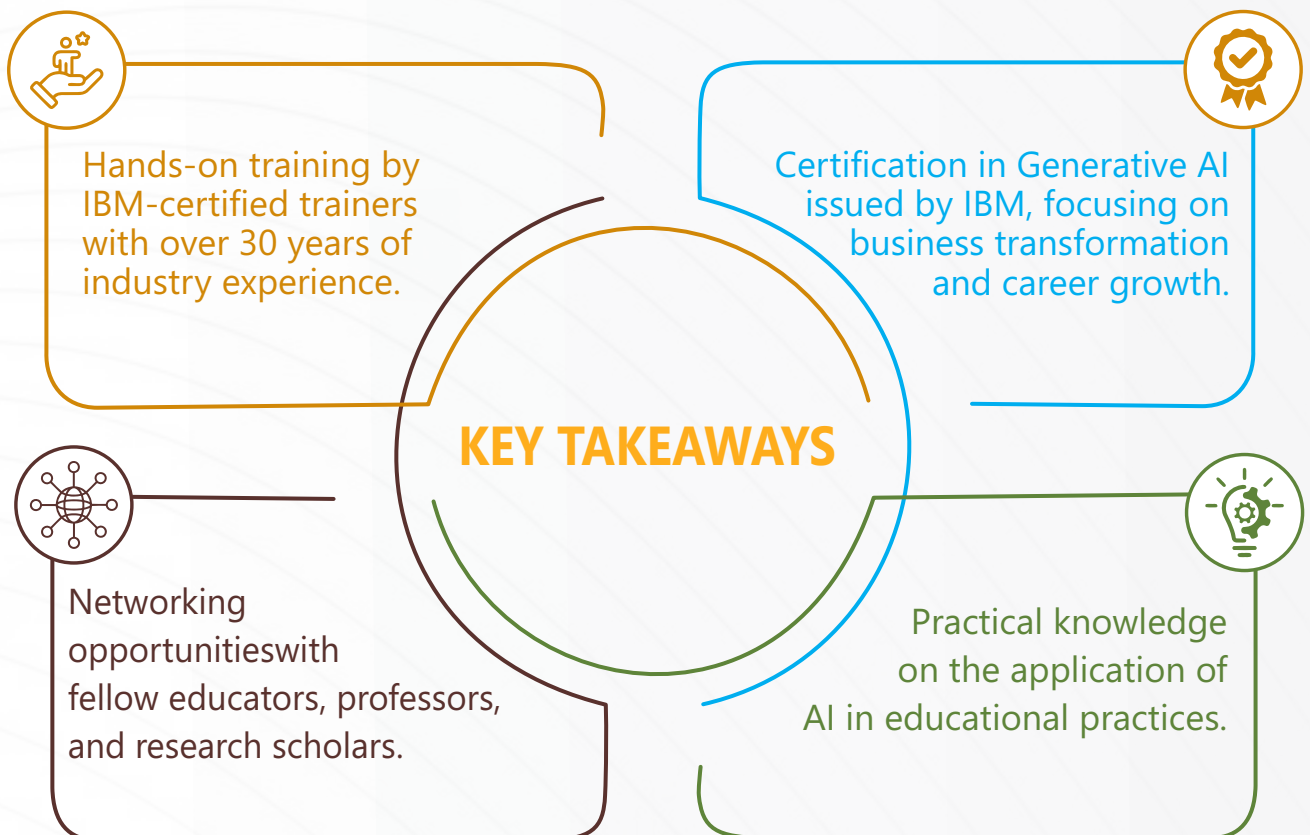 Hands-on training by
IBM-certified trainers
with over 30 years of
industry experience.
Certification in Generative AI
issued by IBM, focusing on
business transformation
and career growth.
KEY TAKEAWAYS
Networking
opportunitieswith
fellow educators, professors,
and research scholars.
Practical knowledge
on the application of
AI in educational practices.